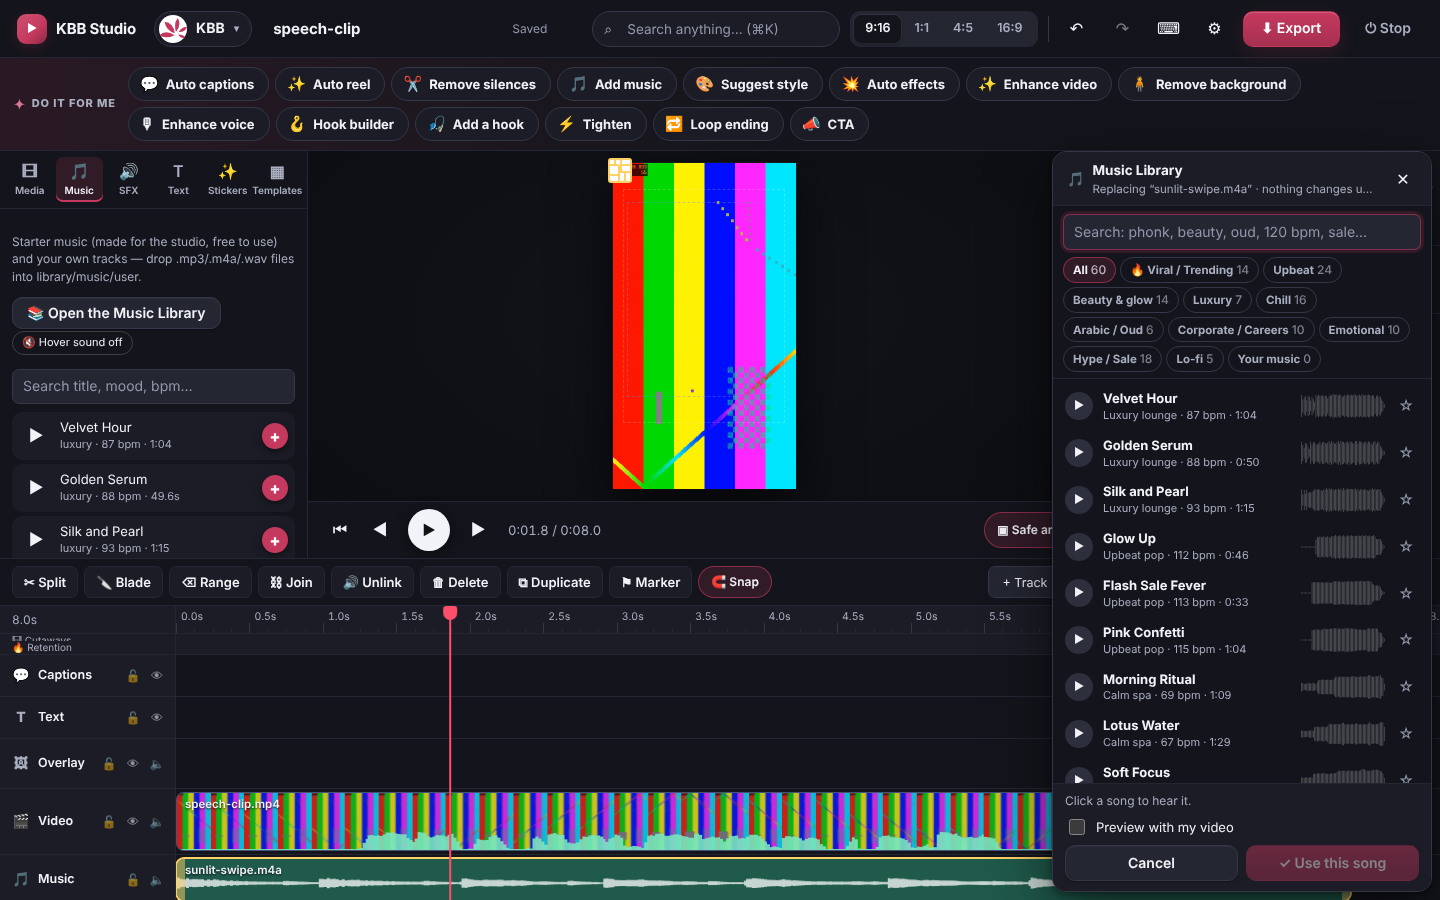 KBB Studio
KBB
speech-clip
Saved
Search anything... (⌘K)
9:16 1:1 4:5 16:9
Export
Stop
DO IT FOR ME
Auto captions
Auto reel
Remove silences
Add music
Suggest style
Auto effects
Enhance video
Remove background
Enhance voice
Hook builder
Add a hook
Tighten
Loop ending
CTA
Media
Music
SFX
T
Text
Stickers
Templates
Starter music (made for the studio, free to use)
and your own tracks — drop .mp3/.m4a/.wav files
into library/music/user.
Open the Music Library
Hover sound off
Search title, mood, bpm...
Velvet Hour
luxury · 87 bpm · 1:04
Golden Serum
luxury · 88 bpm · 49.6s
Silk and Pearl
luxury · 93 bpm · 1:15
0:01.8 / 0:08.0
Safe ar
Split
Blade
Range
Join
Unlink
Delete
Duplicate
Marker
Snap
+ Track
8.0s
0.0s 0.5s 1.0s 1.5s 2.0s 2.5s 3.0s 3.5s 4.0s 4.5s 5.0s 5.5s
Cutaways
Retention
Captions
T Text
Overlay
Video
speech-clip.mp4
Music
sunlit-swipe.m4a
Music Library
Replacing “sunlit-swipe.m4a” · nothing changes u...
Search: phonk, beauty, oud, 120 bpm, sale...
All 60
Viral / Trending 14
Upbeat 24
Beauty & glow 14
Luxury 7
Chill 16
Arabic / Oud 6
Corporate / Careers 10
Emotional 10
Hype / Sale 18
Lo-fi 5
Your music 0
Velvet Hour
Luxury lounge · 87 bpm · 1:04
Golden Serum
Luxury lounge · 88 bpm · 0:50
Silk and Pearl
Luxury lounge · 93 bpm · 1:15
Glow Up
Upbeat pop · 112 bpm · 0:46
Flash Sale Fever
Upbeat pop · 113 bpm · 0:33
Pink Confetti
Upbeat pop · 115 bpm · 1:04
Morning Ritual
Calm spa · 69 bpm · 1:09
Lotus Water
Calm spa · 67 bpm · 1:29
Soft Focus
Click a song to hear it.
Preview with my video
Cancel
✓ Use this song